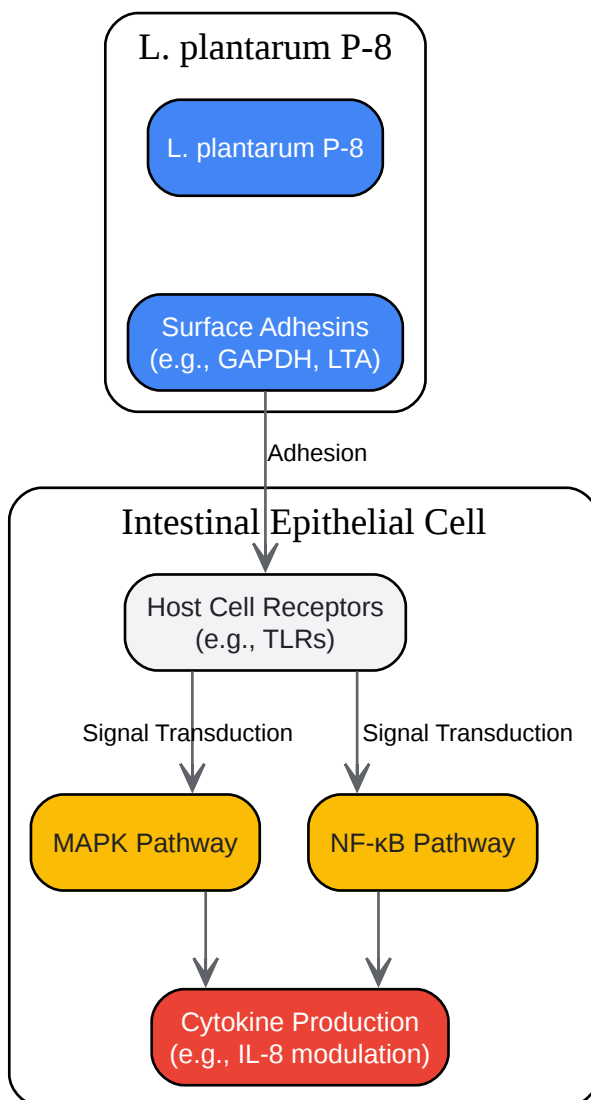 L. plantarum P-8
L. plantarum P-8
Surface Adhesins
(e.g., GAPDH, LTA)
Adhesion
Intestinal Epithelial Cell
Host Cell Receptors
(e.g., TLRs)
Signal Transduction
Signal Transduction
MAPK Pathway
NF-κB Pathway
Cytokine Production
(e.g., IL-8 modulation)